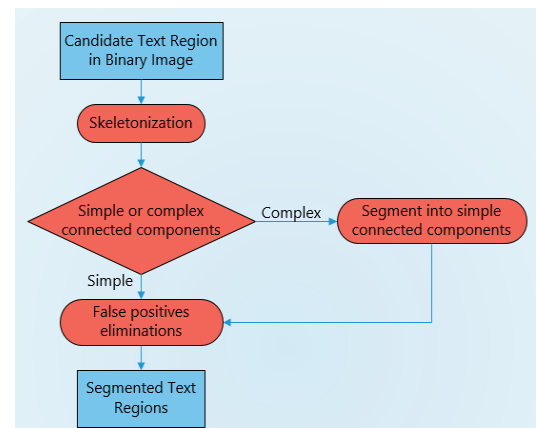 Candidate Text Region
in Binary Image
Skeletonization
Simple or complex
connected components
Complex
Segment into simple
connected components
Simple
False positives
eliminations
Segmented Text
Regions